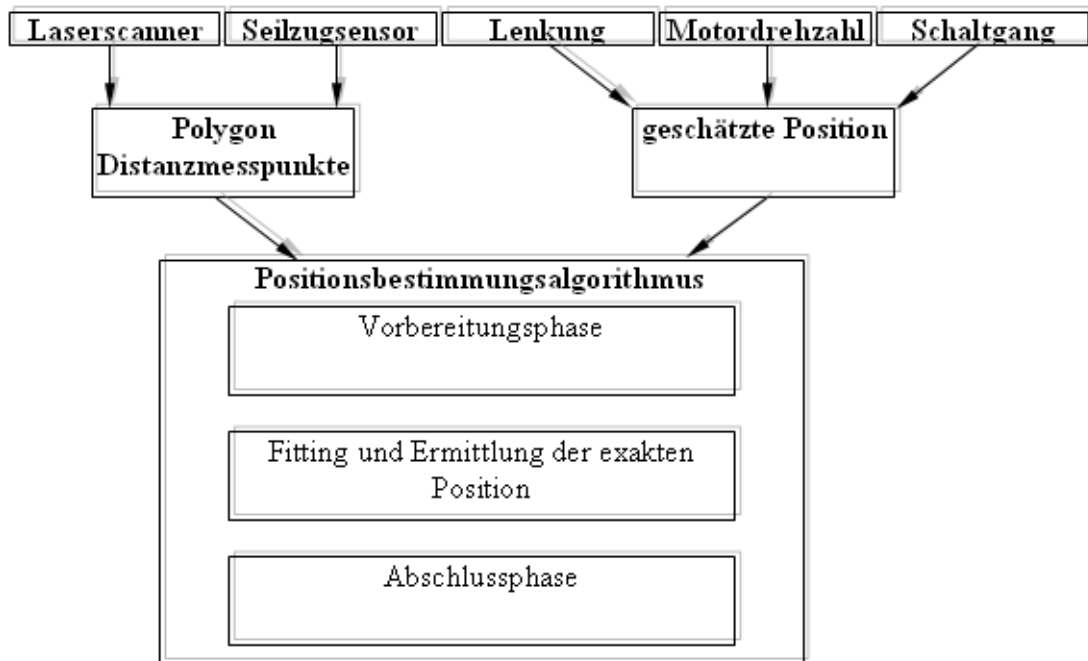 Laserscanner
Seilzugsensor
Lenkung
Motordrehzahl
Schaltgang
Polygon
Distanzmesspunkte
geschätzte Position
Positionsbestimmungsalgorithmus
Vorbereitungsphase
Fitting und Ermittlung der exakten
Position
Abschlussphase